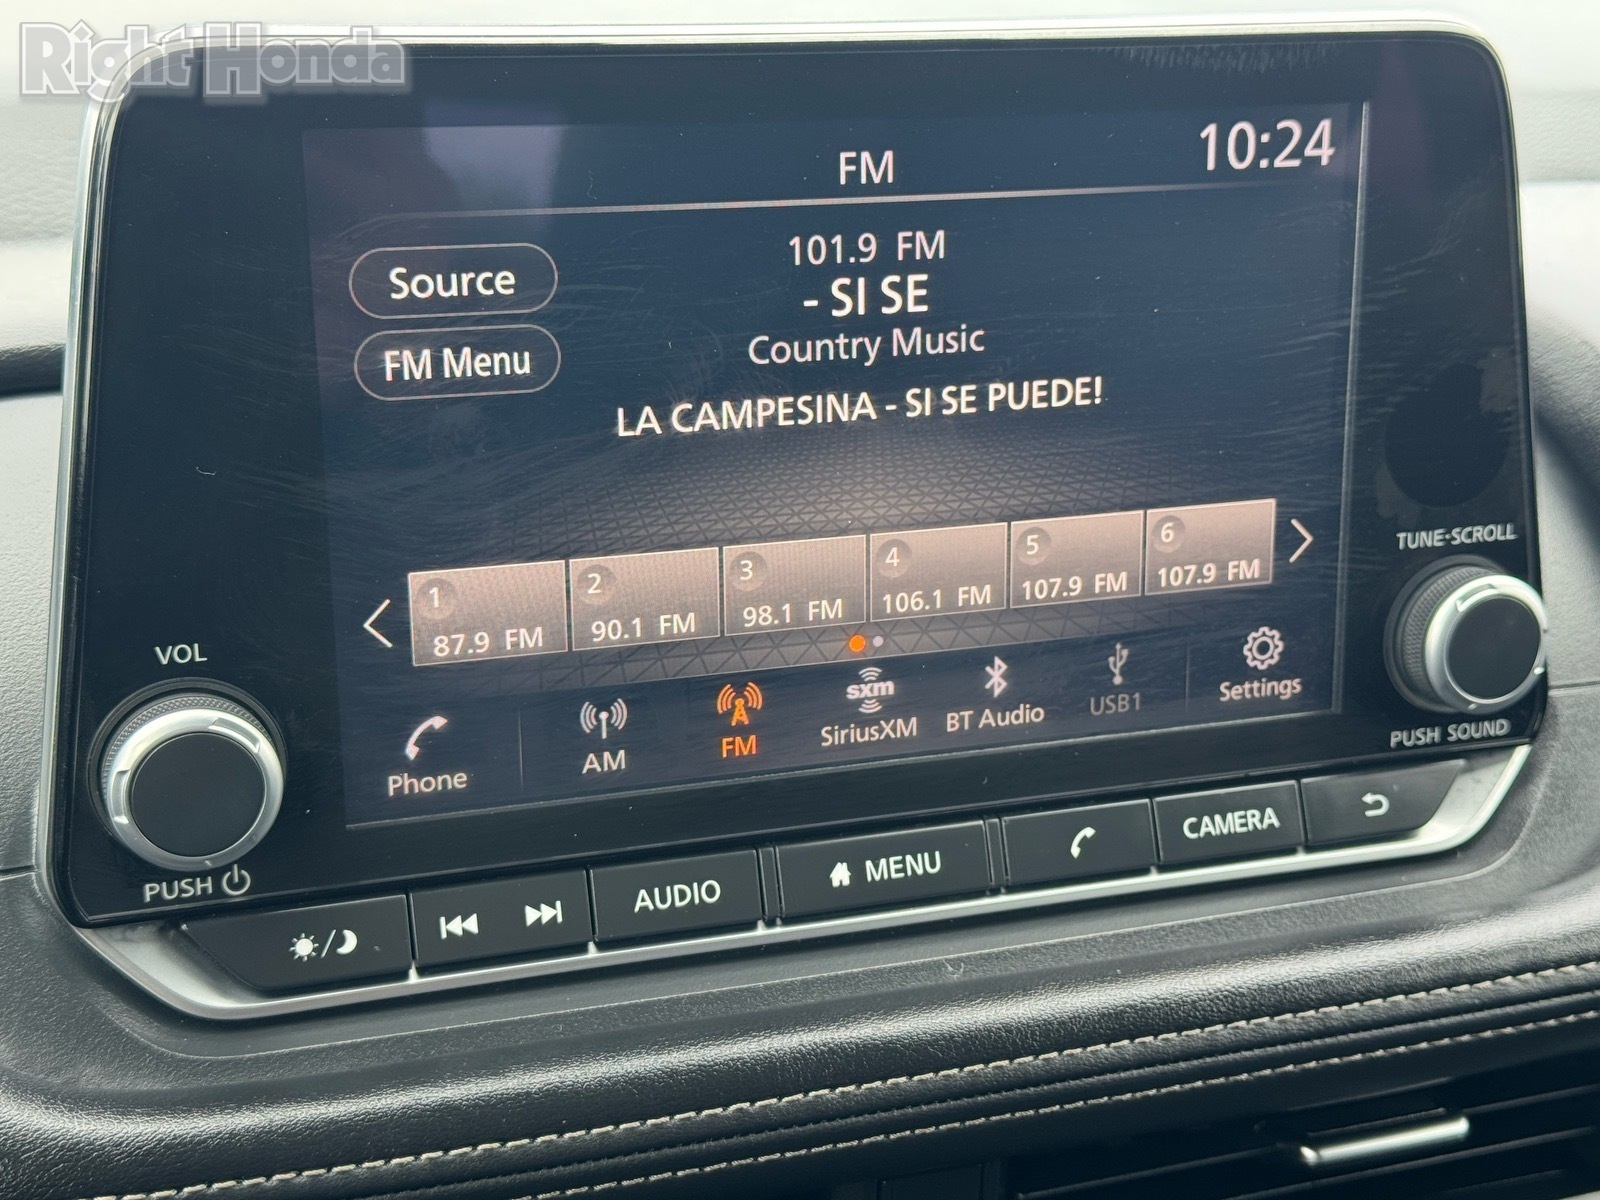 Right Honda
FM
10:24
Source
FM Menu
101.9 FM
- SI SE
Country Music
LA CAMPESINA - SI SE PUEDE!
1
87.9 FM
2
90.1 FM
3
98.1 FM
4
106.1 FM
5
107.9 FM
6
107.9 FM
Phone
AM
FM
sxm
SiriusXM
BT Audio
USB1
Settings
VOL
PUSH
TUNE•SCROLL
PUSH SOUND
AUDIO
MENU
CAMERA